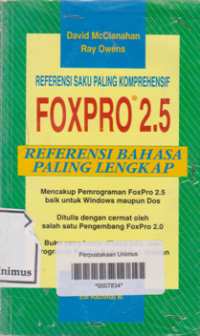 David McClanahan
Ray Owens
REFERENSI SAKU PALING KOMPREHENSIF
FOXPRO® 2.5
REFERENSI BAHASA
PALING LENGKAP
Mencakup Pemrograman FoxPro 2.5
baik untuk Windows maupun Dos
Ditulis dengan cermat oleh
salah satu Pengembang FoxPro 2.0
Perpustakaan Unimus
*0007834*
nimus